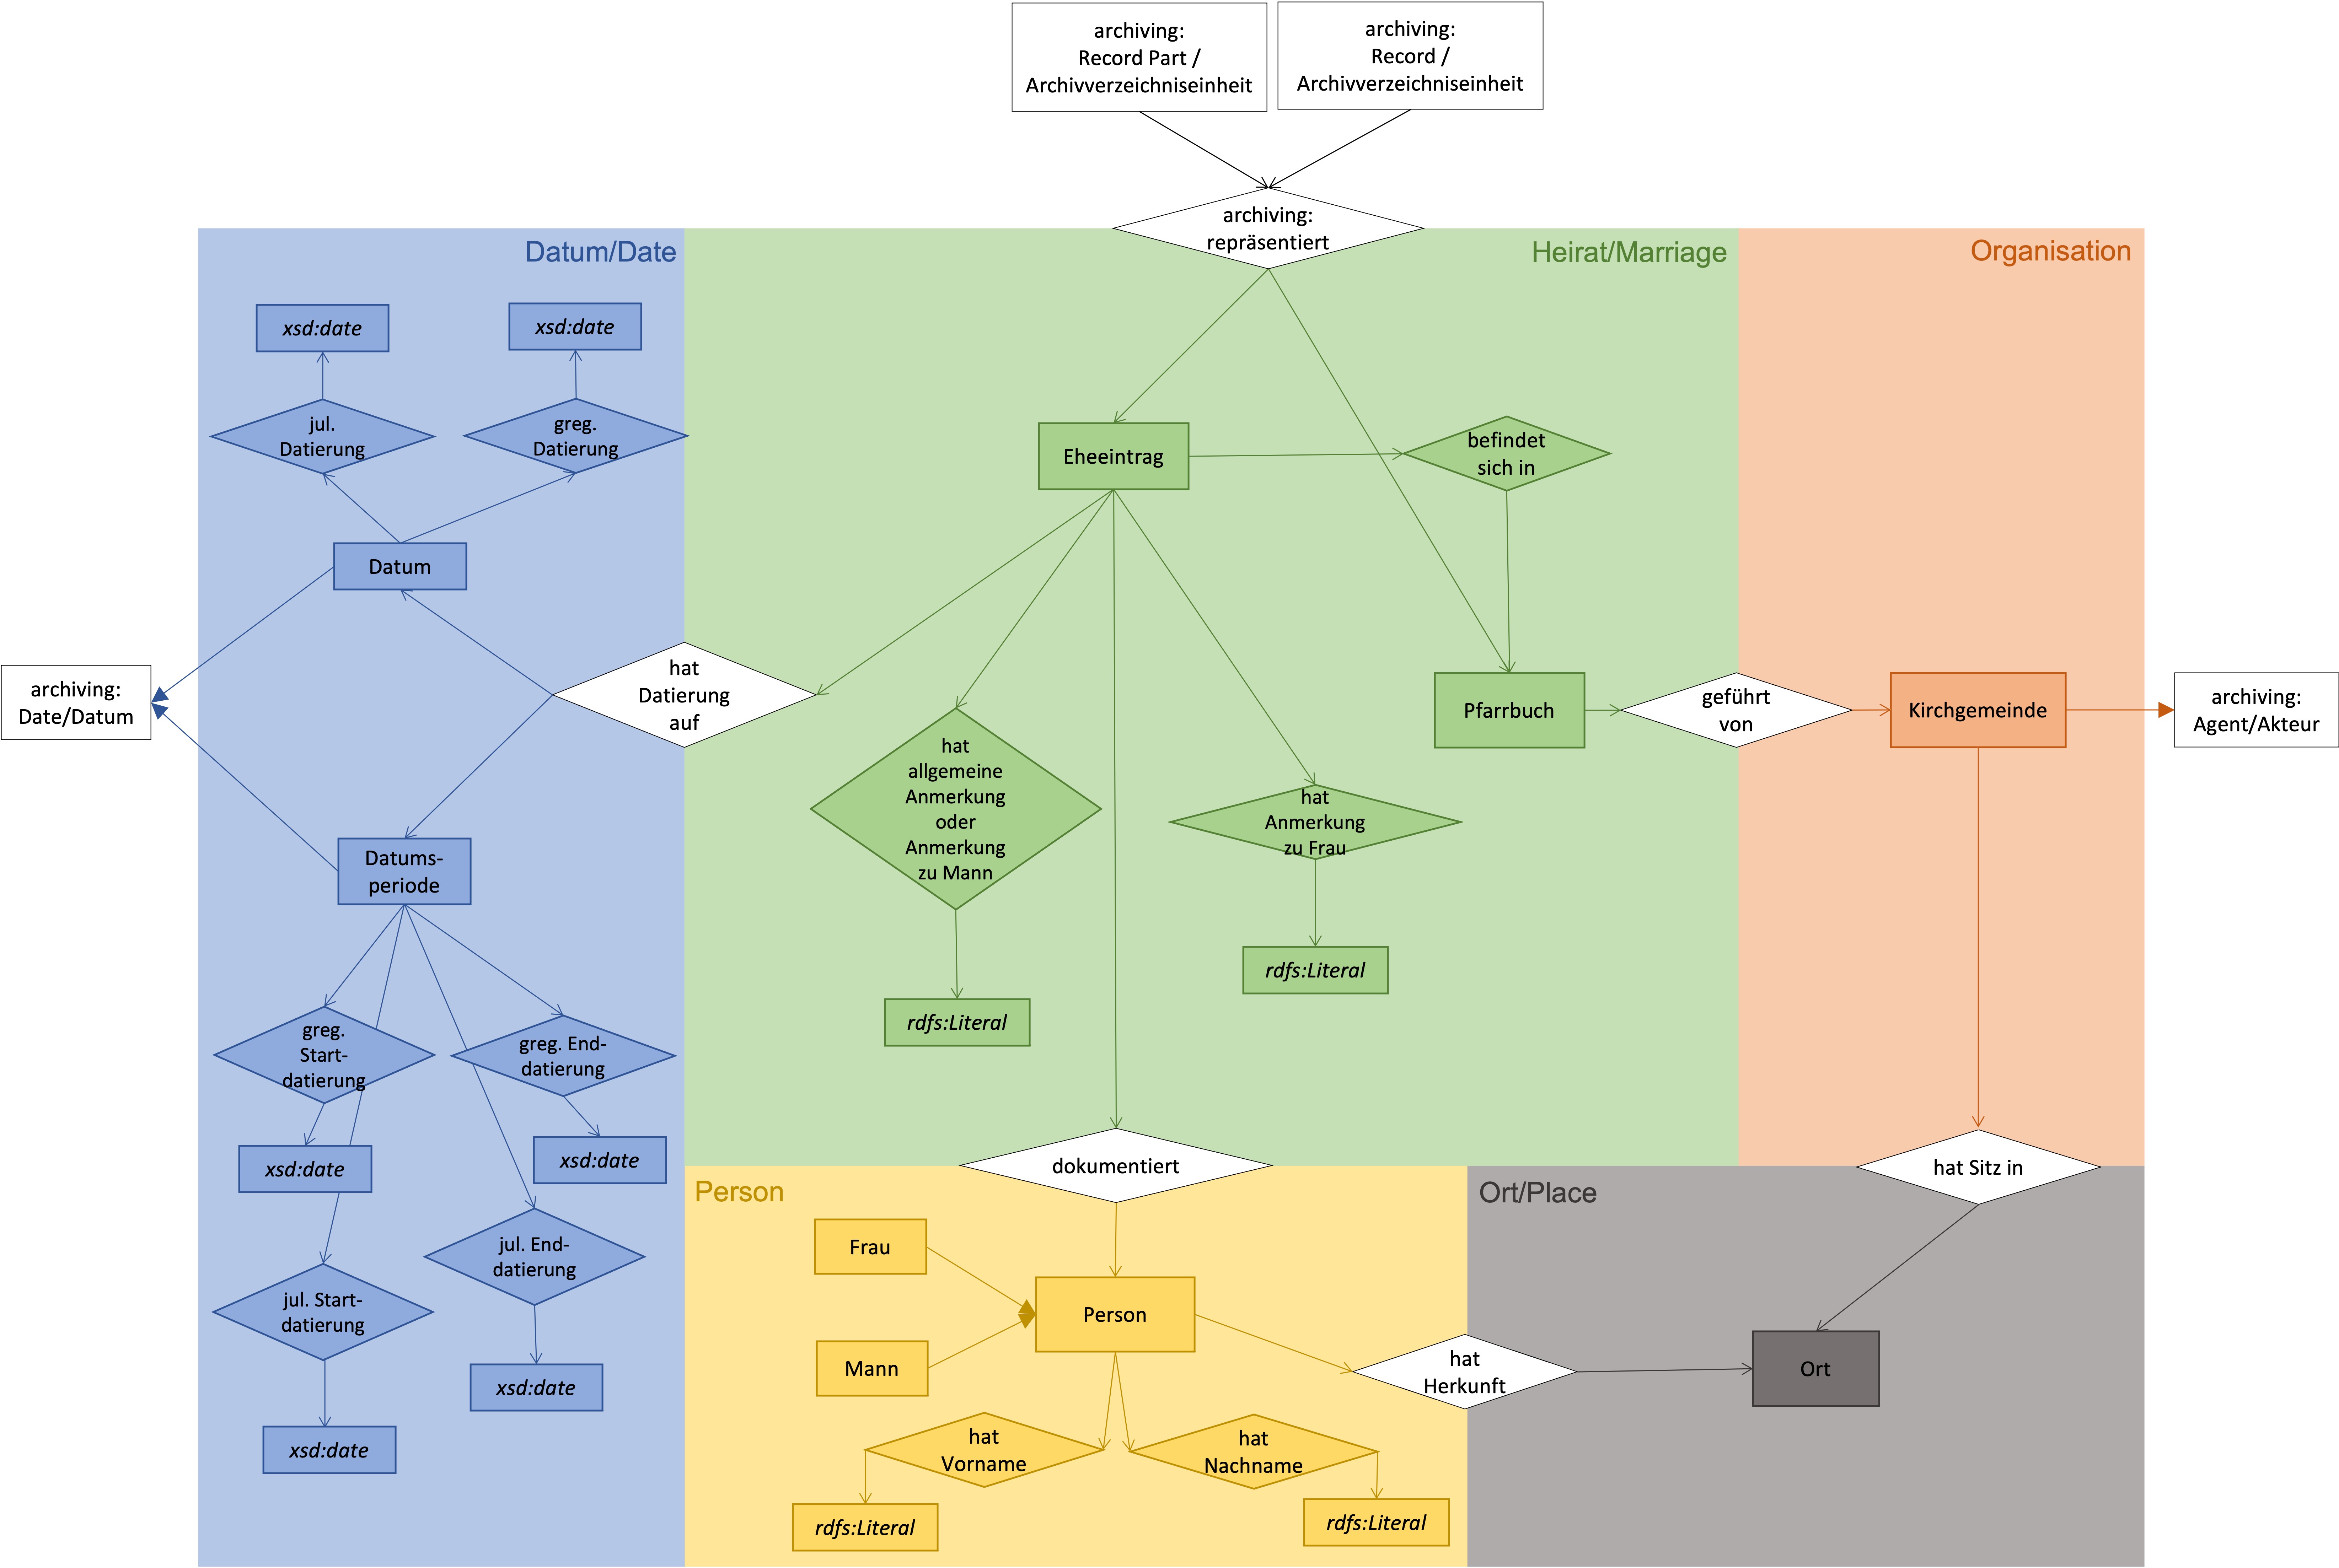 archiving:
Record Part /
Archivverzeichniseinheit
archiving:
Record /
Archivverzeichniseinheit
archiving:
repräsentiert
Datum/Date
Heirat/Marriage
Organisation
xsd:date
xsd:date
jul.
Datierung
greg.
Datierung
Eheeintrag
befindet
sich in
Datum
archiving:
Date/Datum
hat
Datierung
auf
Pfarrbuch
geführt
von
Kirchgemeinde
archiving:
Agent/Akteur
hat
allgemeine
Anmerkung
oder
Anmerkung
zu Mann
hat
Anmerkung
zu Frau
Datums-
periode
rdfs:Literal
rdfs:Literal
greg.
Start-
datierung
greg. End-
datierung
xsd:date
xsd:date
jul. End-
datierung
jul. Start-
datierung
xsd:date
xsd:date
dokumentiert
hat Sitz in
Person
Ort/Place
Frau
Person
Mann
hat
Herkunft
Ort
hat
Vorname
hat
Nachname
rdfs:Literal
rdfs:Literal